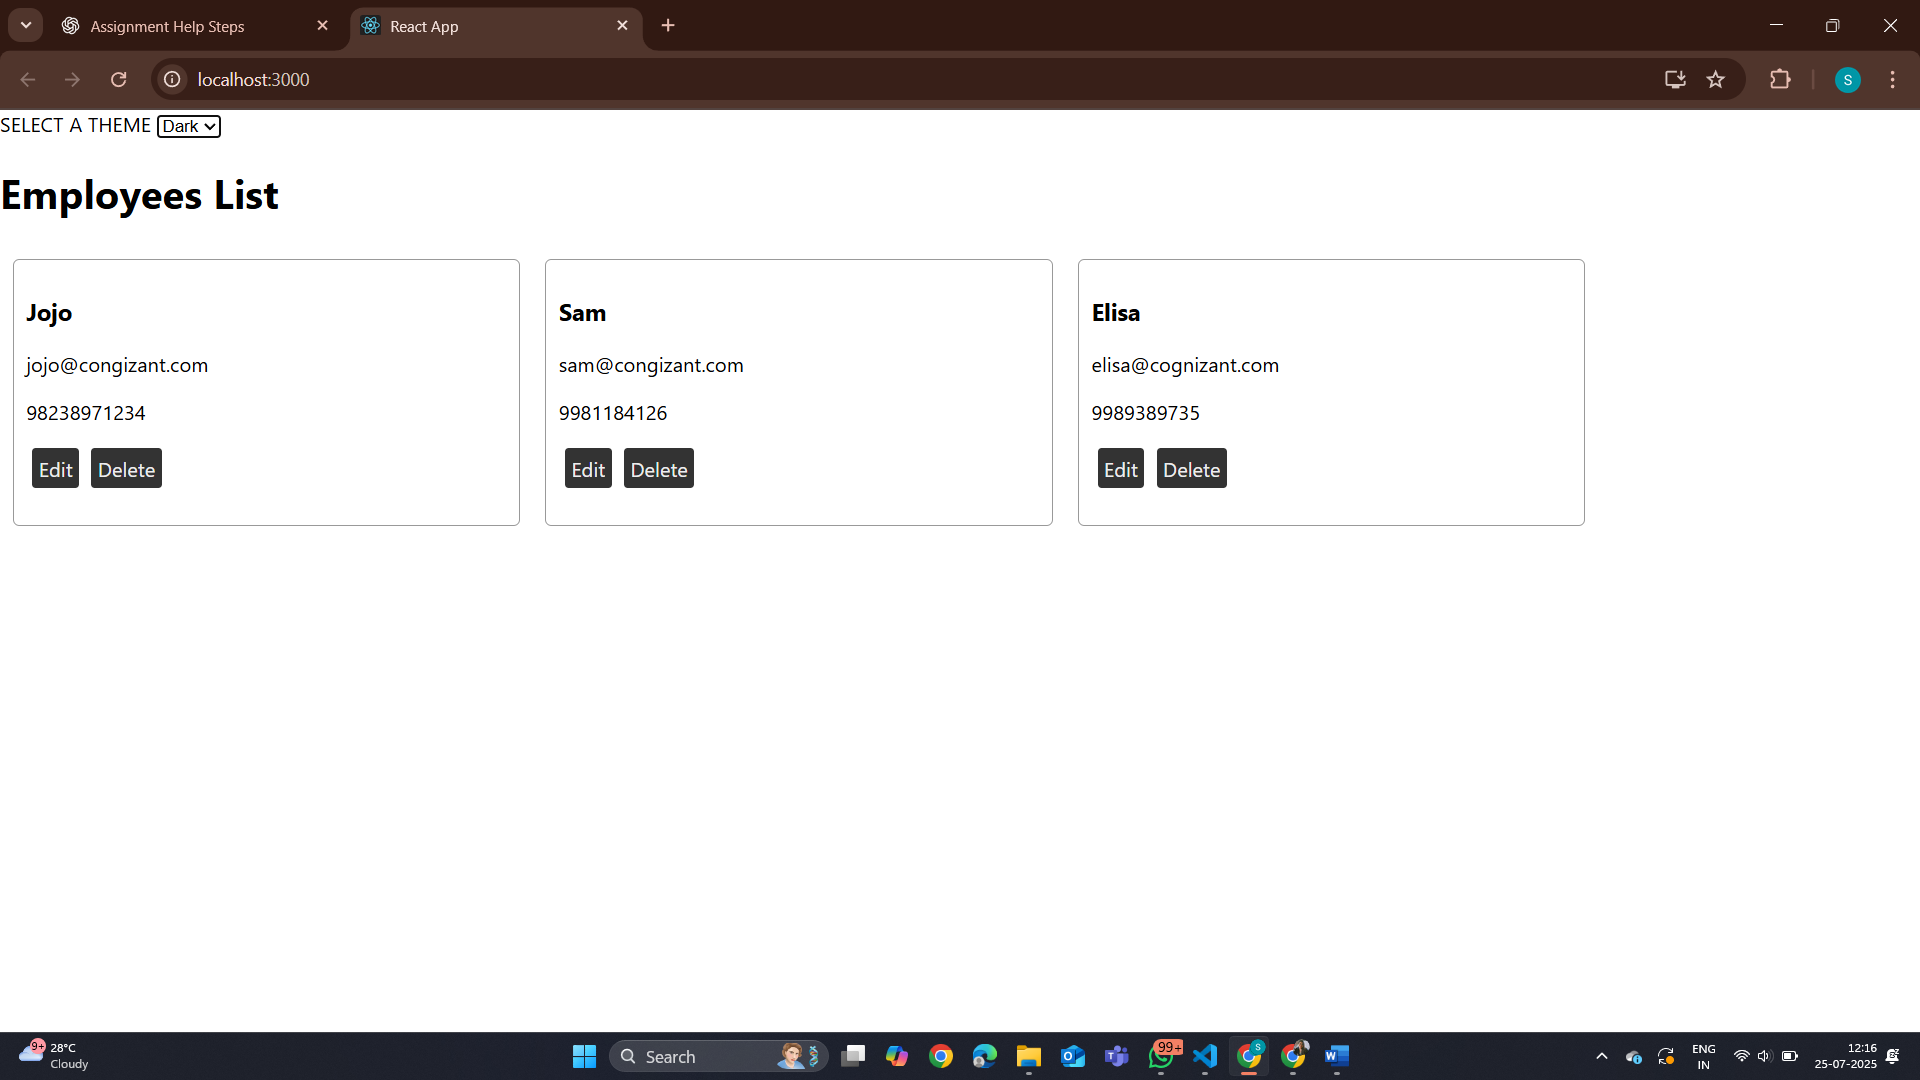 Assignment Help Steps
React App
localhost:3000
S
SELECT A THEME Dark
Employees List
Jojo
jojo@congizant.com
98238971234
Edit Delete
Sam
sam@congizant.com
9981184126
Edit Delete
Elisa
elisa@cognizant.com
9989389735
Edit Delete
9+
28°C
Cloudy
Search
99+
S
ENG
IN
12:16
25-07-2025